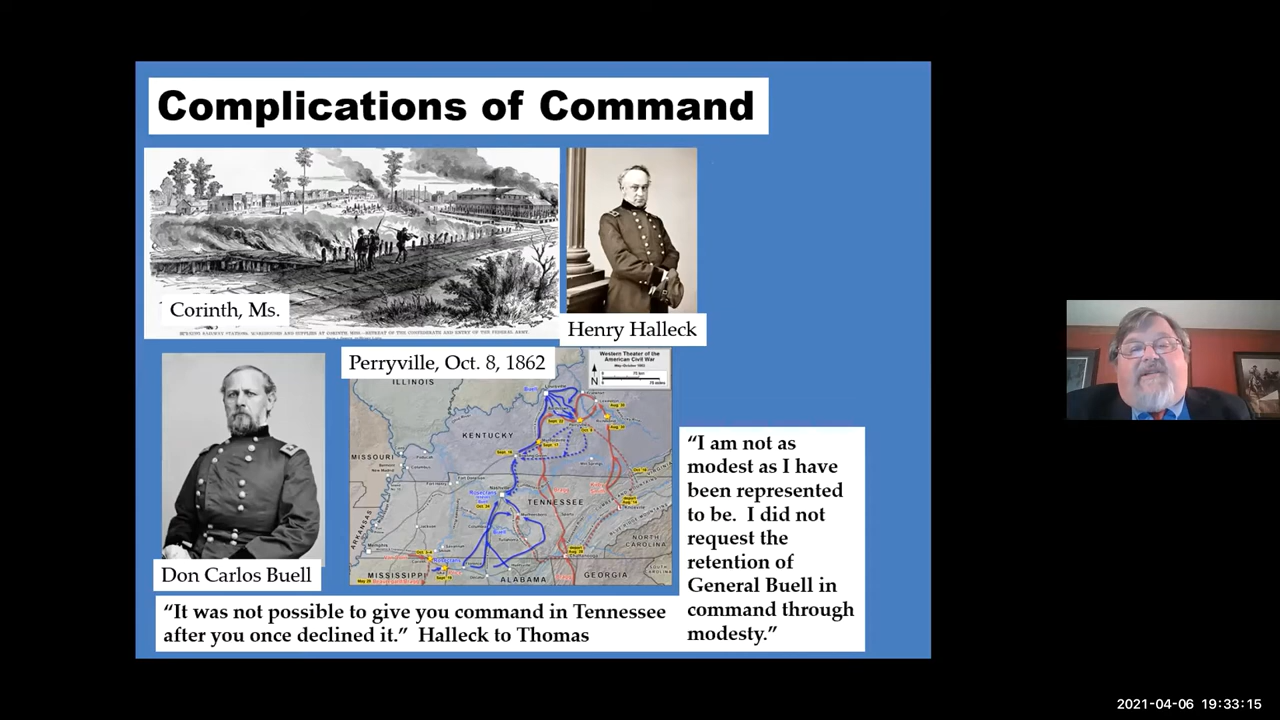 Complications of Command
Corinth, Ms.
Henry Halleck
Perryville, Oct. 8, 1862
Western Theater of the
American Civil War
N
ILLINOIS
KENTUCKY
MISSOURI
TENNESSEE
ARKANSAS
NORTH
CAROLINA
MISSISSIPPI
ALABAMA
GEORGIA
Don Carlos Buell
“I am not as
modest as I have
been represented
to be. I did not
request the
retention of
General Buell in
command through
modesty.”
“It was not possible to give you command in Tennessee
after you once declined it.” Halleck to Thomas
2021-04-06 19:33:15